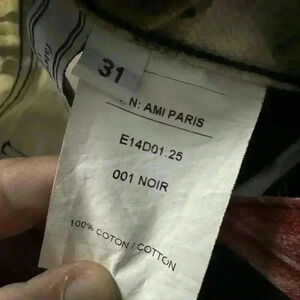 31
N: AMI PARIS
E14D01.25
001 NOIR
100% COTON / COTTON